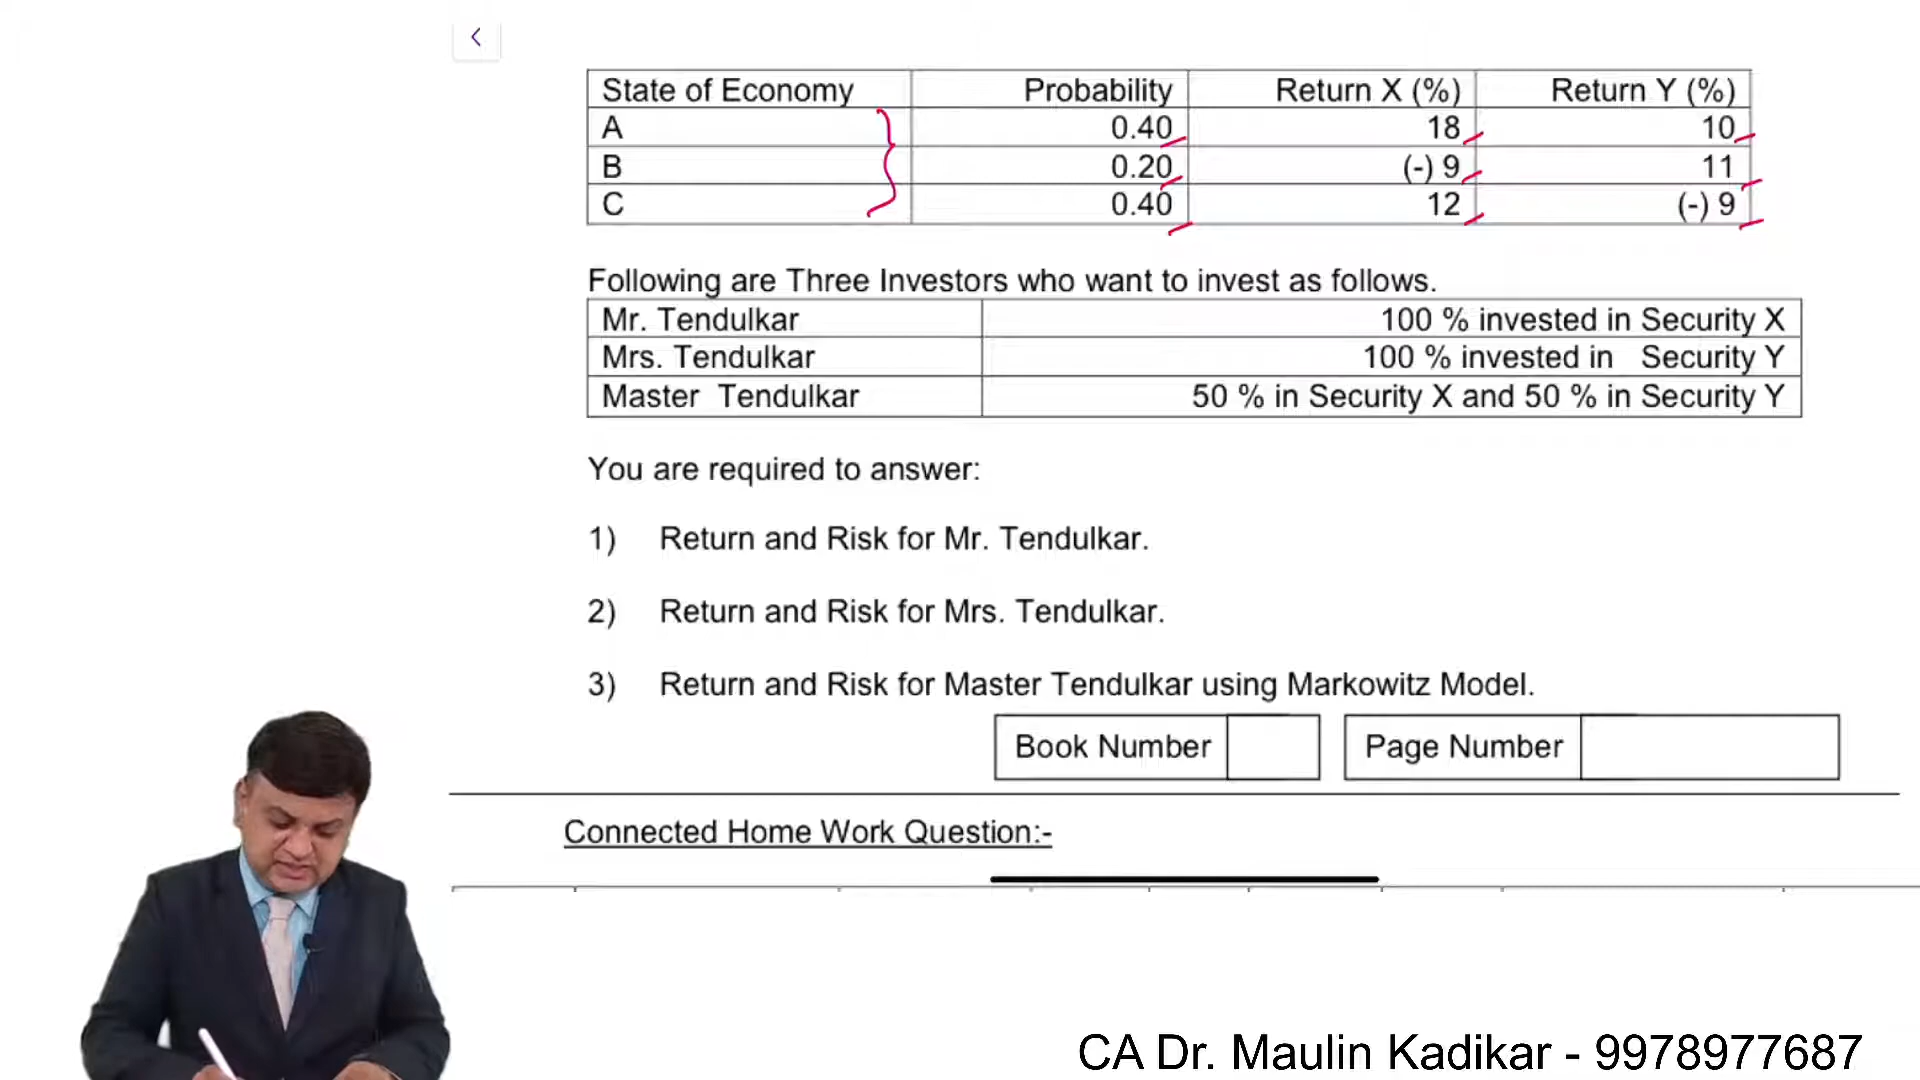 State of Economy Probability Return X (%) Return Y (%)
A 0.40 18 10
B 0.20 (-) 9 11
C 0.40 12 (-) 9
Following are Three Investors who want to invest as follows.
Mr. Tendulkar 100 % invested in Security X
Mrs. Tendulkar 100 % invested in Security Y
Master Tendulkar 50 % in Security X and 50 % in Security Y
You are required to answer:
1) Return and Risk for Mr. Tendulkar.
2) Return and Risk for Mrs. Tendulkar.
3) Return and Risk for Master Tendulkar using Markowitz Model.
Book Number Page Number
Connected Home Work Question:-
CA Dr. Maulin Kadikar - 9978977687